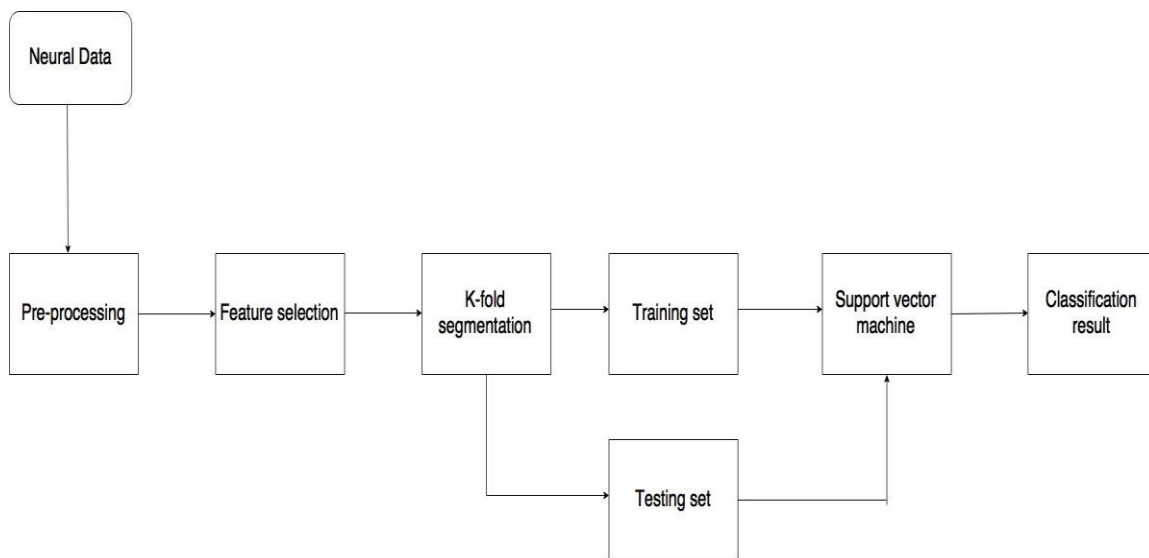 Neural Data
Pre-processing
Feature selection
K-fold
segmentation
Training set
Support vector
machine
Classification
result
Testing set